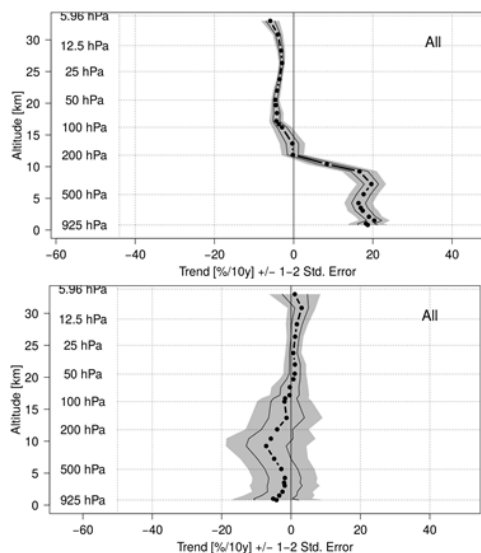 5.96 hPa
30
12.5 hPa
All
25
25 hPa
20
50 hPa
15
100 hPa
10
200 hPa
5
500 hPa
0
925 hPa
Altitude [km]
−60 −40 −20 0 20 40
Trend [%/10y] +/− 1−2 Std. Error
5.96 hPa
30
12.5 hPa
All
25
25 hPa
20
50 hPa
15
100 hPa
10
200 hPa
5
500 hPa
0
925 hPa
Altitude [km]
−60 −40 −20 0 20 40
Trend [%/10y] +/− 1−2 Std. Error